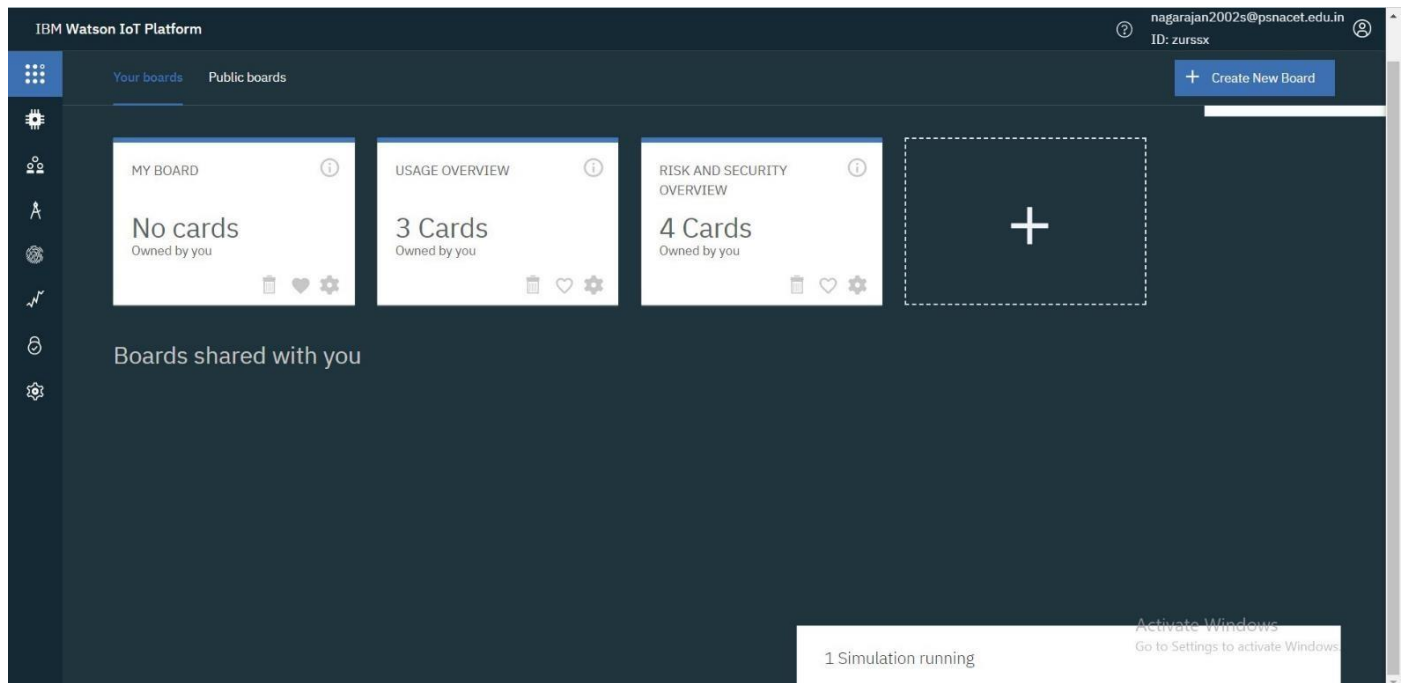 IBM Watson IoT Platform
nagarajan2002s@psnacet.edu.in
ID: zurssx
Your boards
Public boards
+ Create New Board
MY BOARD
No cards
Owned by you
USAGE OVERVIEW
3 Cards
Owned by you
RISK AND SECURITY
OVERVIEW
4 Cards
Owned by you
Boards shared with you
1 Simulation running
Activate Windows
Go to Settings to activate Windows.